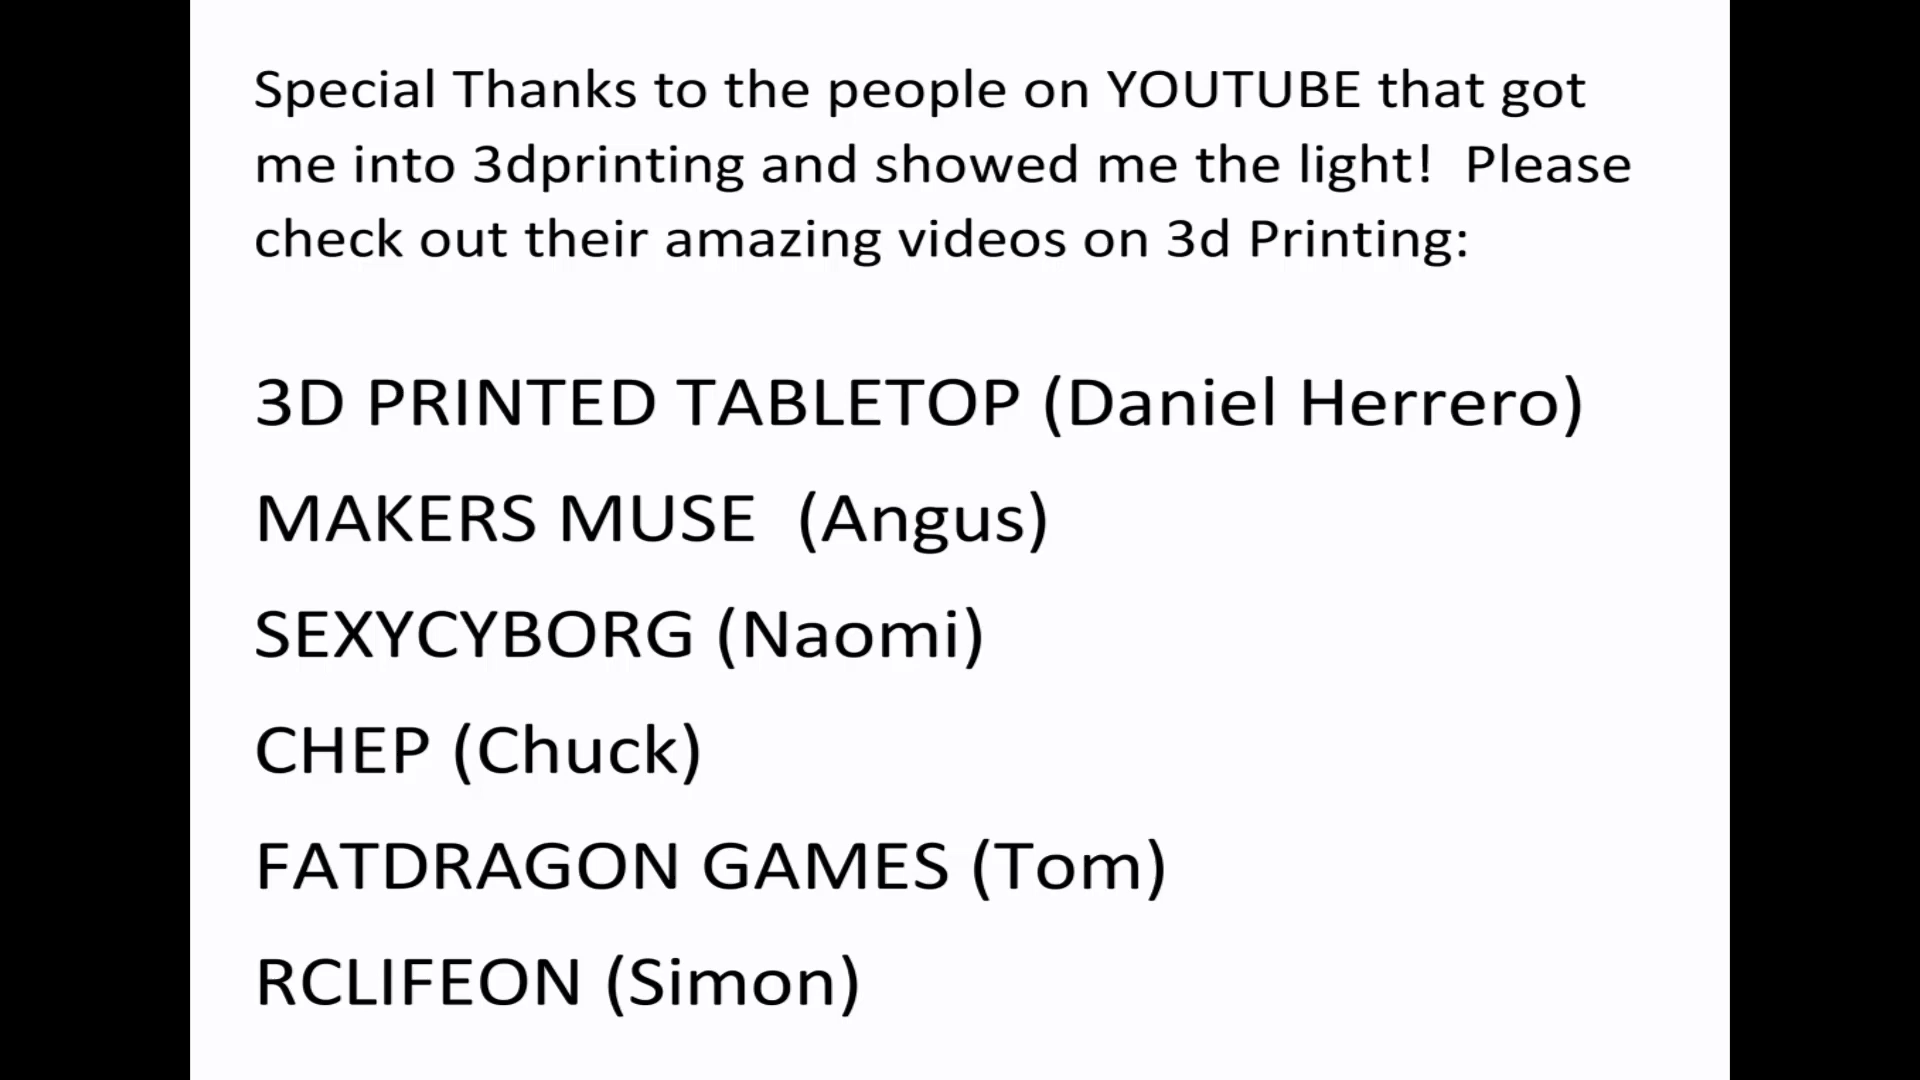 Special Thanks to the people on YOUTUBE that got
me into 3dprinting and showed me the light!  Please
check out their amazing videos on 3d Printing:
3D PRINTED TABLETOP (Daniel Herrero)
MAKERS MUSE  (Angus)
SEXYCYBORG (Naomi)
CHEP (Chuck)
FATDRAGON GAMES (Tom)
RCLIFEON (Simon)